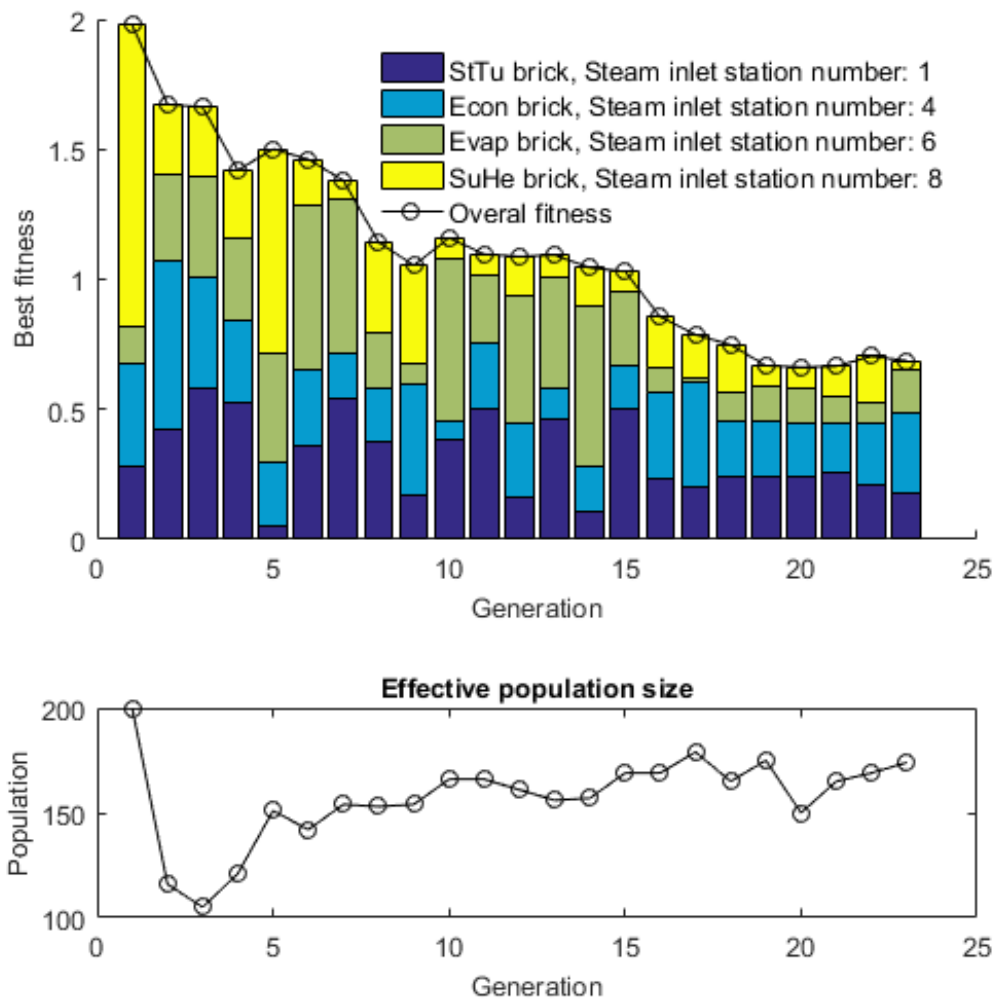 2
StTu brick, Steam inlet station number: 1
Econ brick, Steam inlet station number: 4
Evap brick, Steam inlet station number: 6
SuHe brick, Steam inlet station number: 8
Overal fitness
1.5
1
0.5
0
Best fitness
0 5 10 15 20 25
Generation
Effective population size
200
150
100
Population
0 5 10 15 20 25
Generation